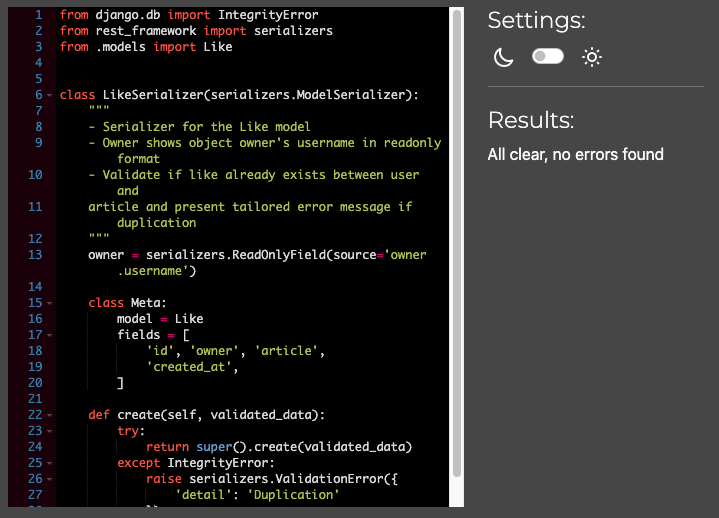 1 from django.db import IntegrityError
2 from rest_framework import serializers
3 from .models import Like
4
5
6 class LikeSerializer(serializers.ModelSerializer):
7     """
8     - Serializer for the Like model
9     - Owner shows object owner's username in readonly
        format
10     - Validate if like already exists between user
        and
11     article and present tailored error message if
        duplication
12     """
13     owner = serializers.ReadOnlyField(source='owner
        .username')
14
15     class Meta:
16         model = Like
17         fields = [
18             'id', 'owner', 'article',
19             'created_at',
20         ]
21
22     def create(self, validated_data):
23         try:
24             return super().create(validated_data)
25         except IntegrityError:
26             raise serializers.ValidationError({
27                 'detail': 'Duplication'
Settings:
Results:
All clear, no errors found